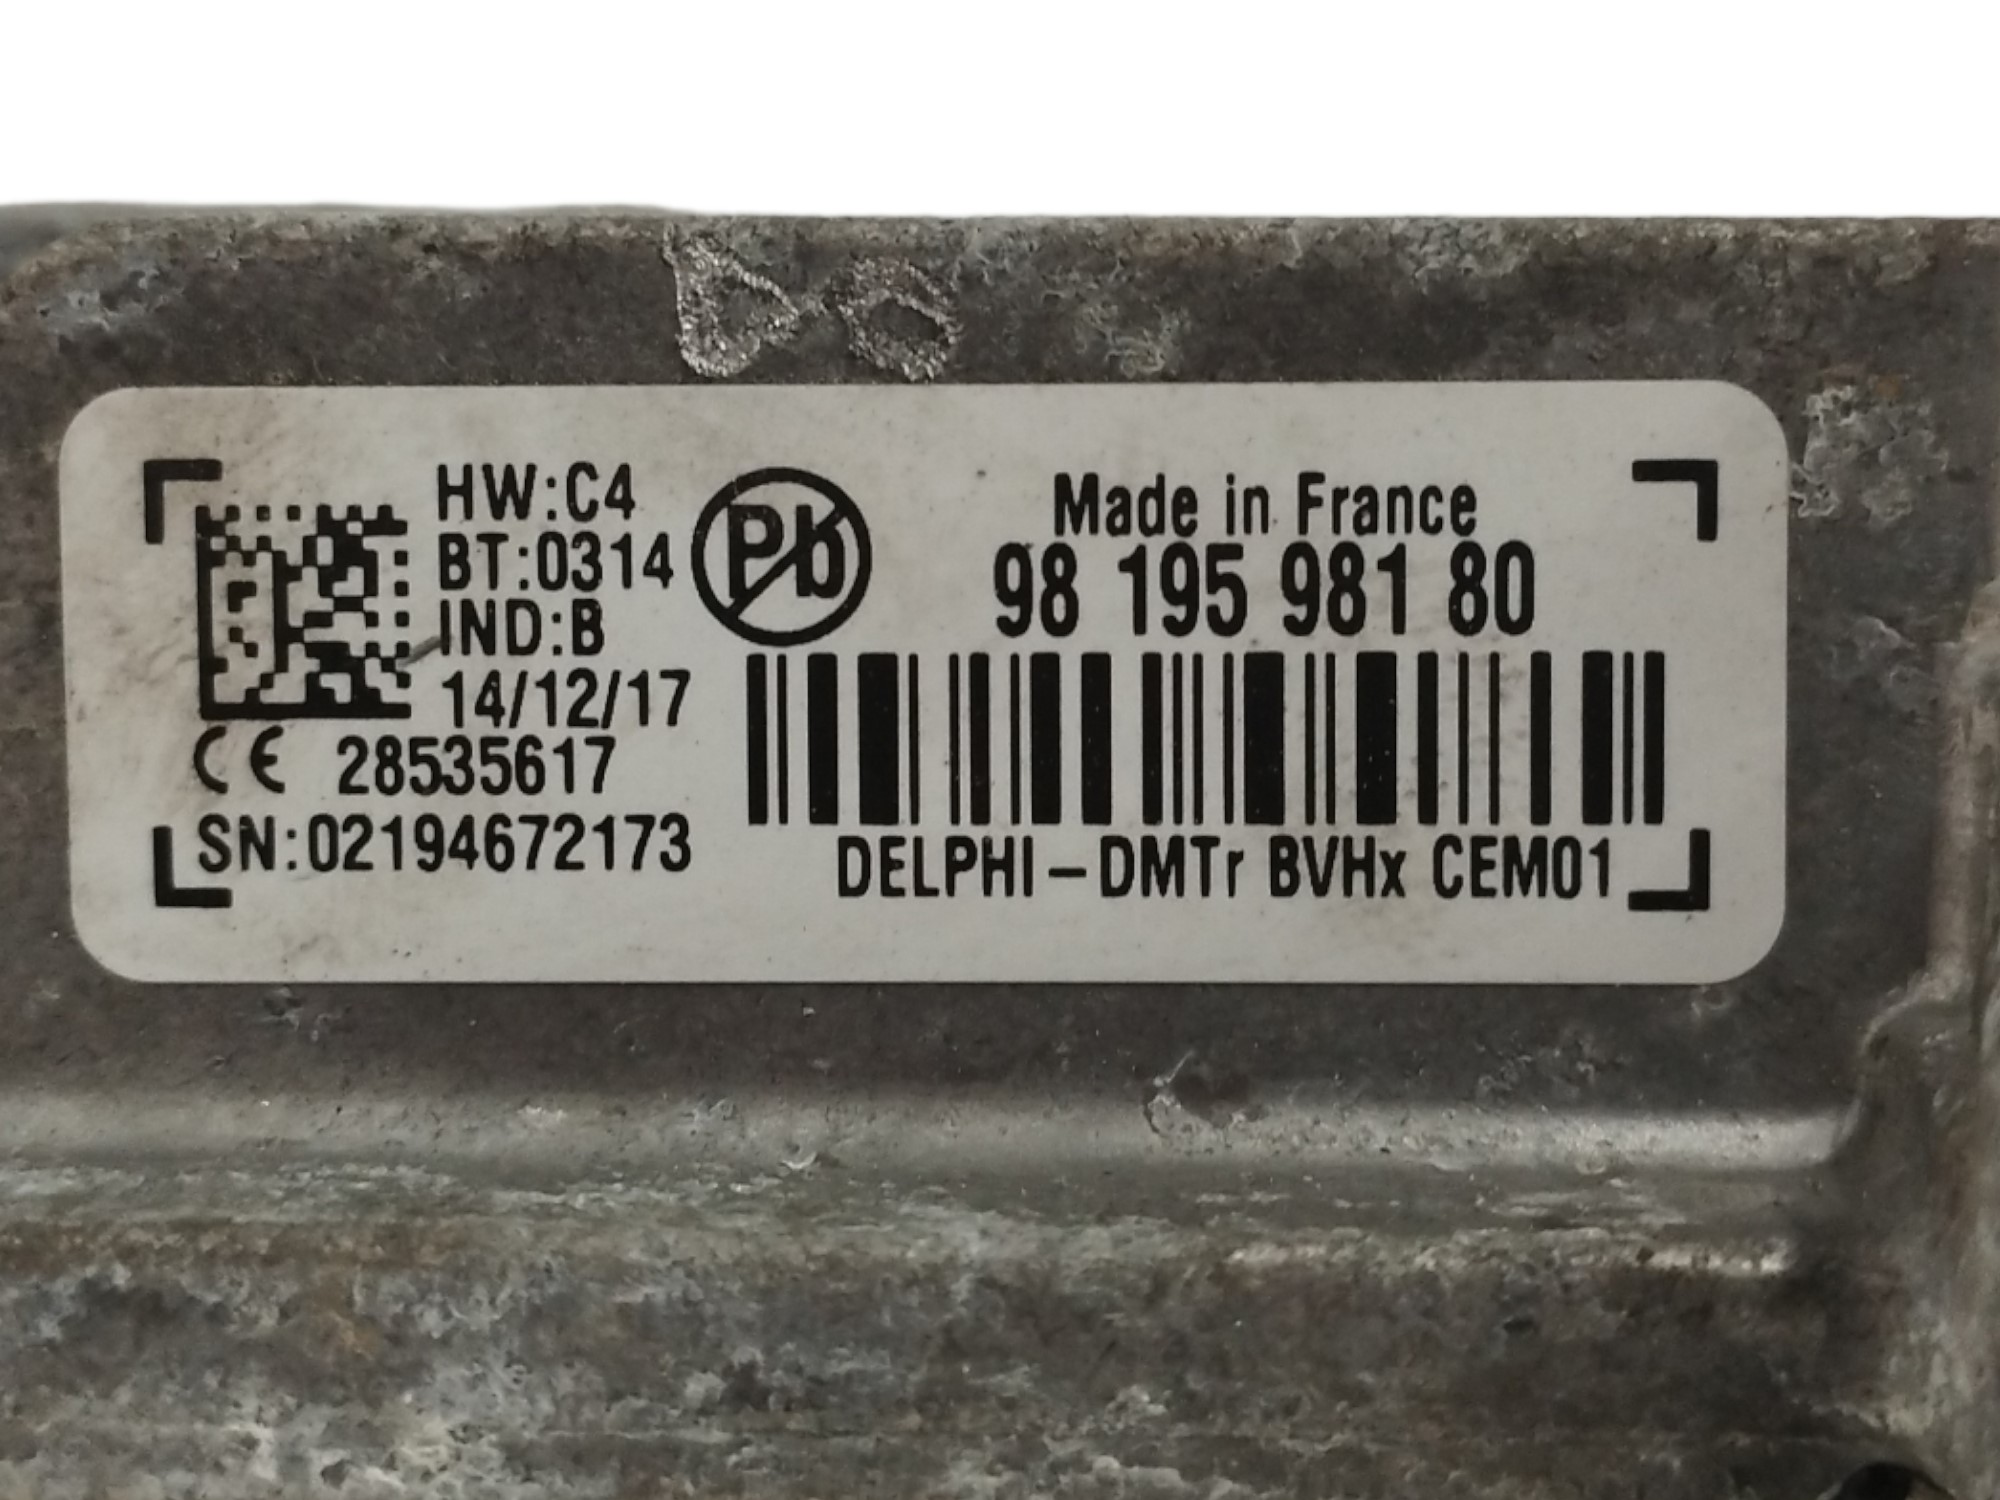 HW:C4
BT:0314
IND:B
14/12/17
CE 28535617
SN:02194672173
Pb
Made in France
98 195 981 80
DELPHI-DMTr BVHx CEM01